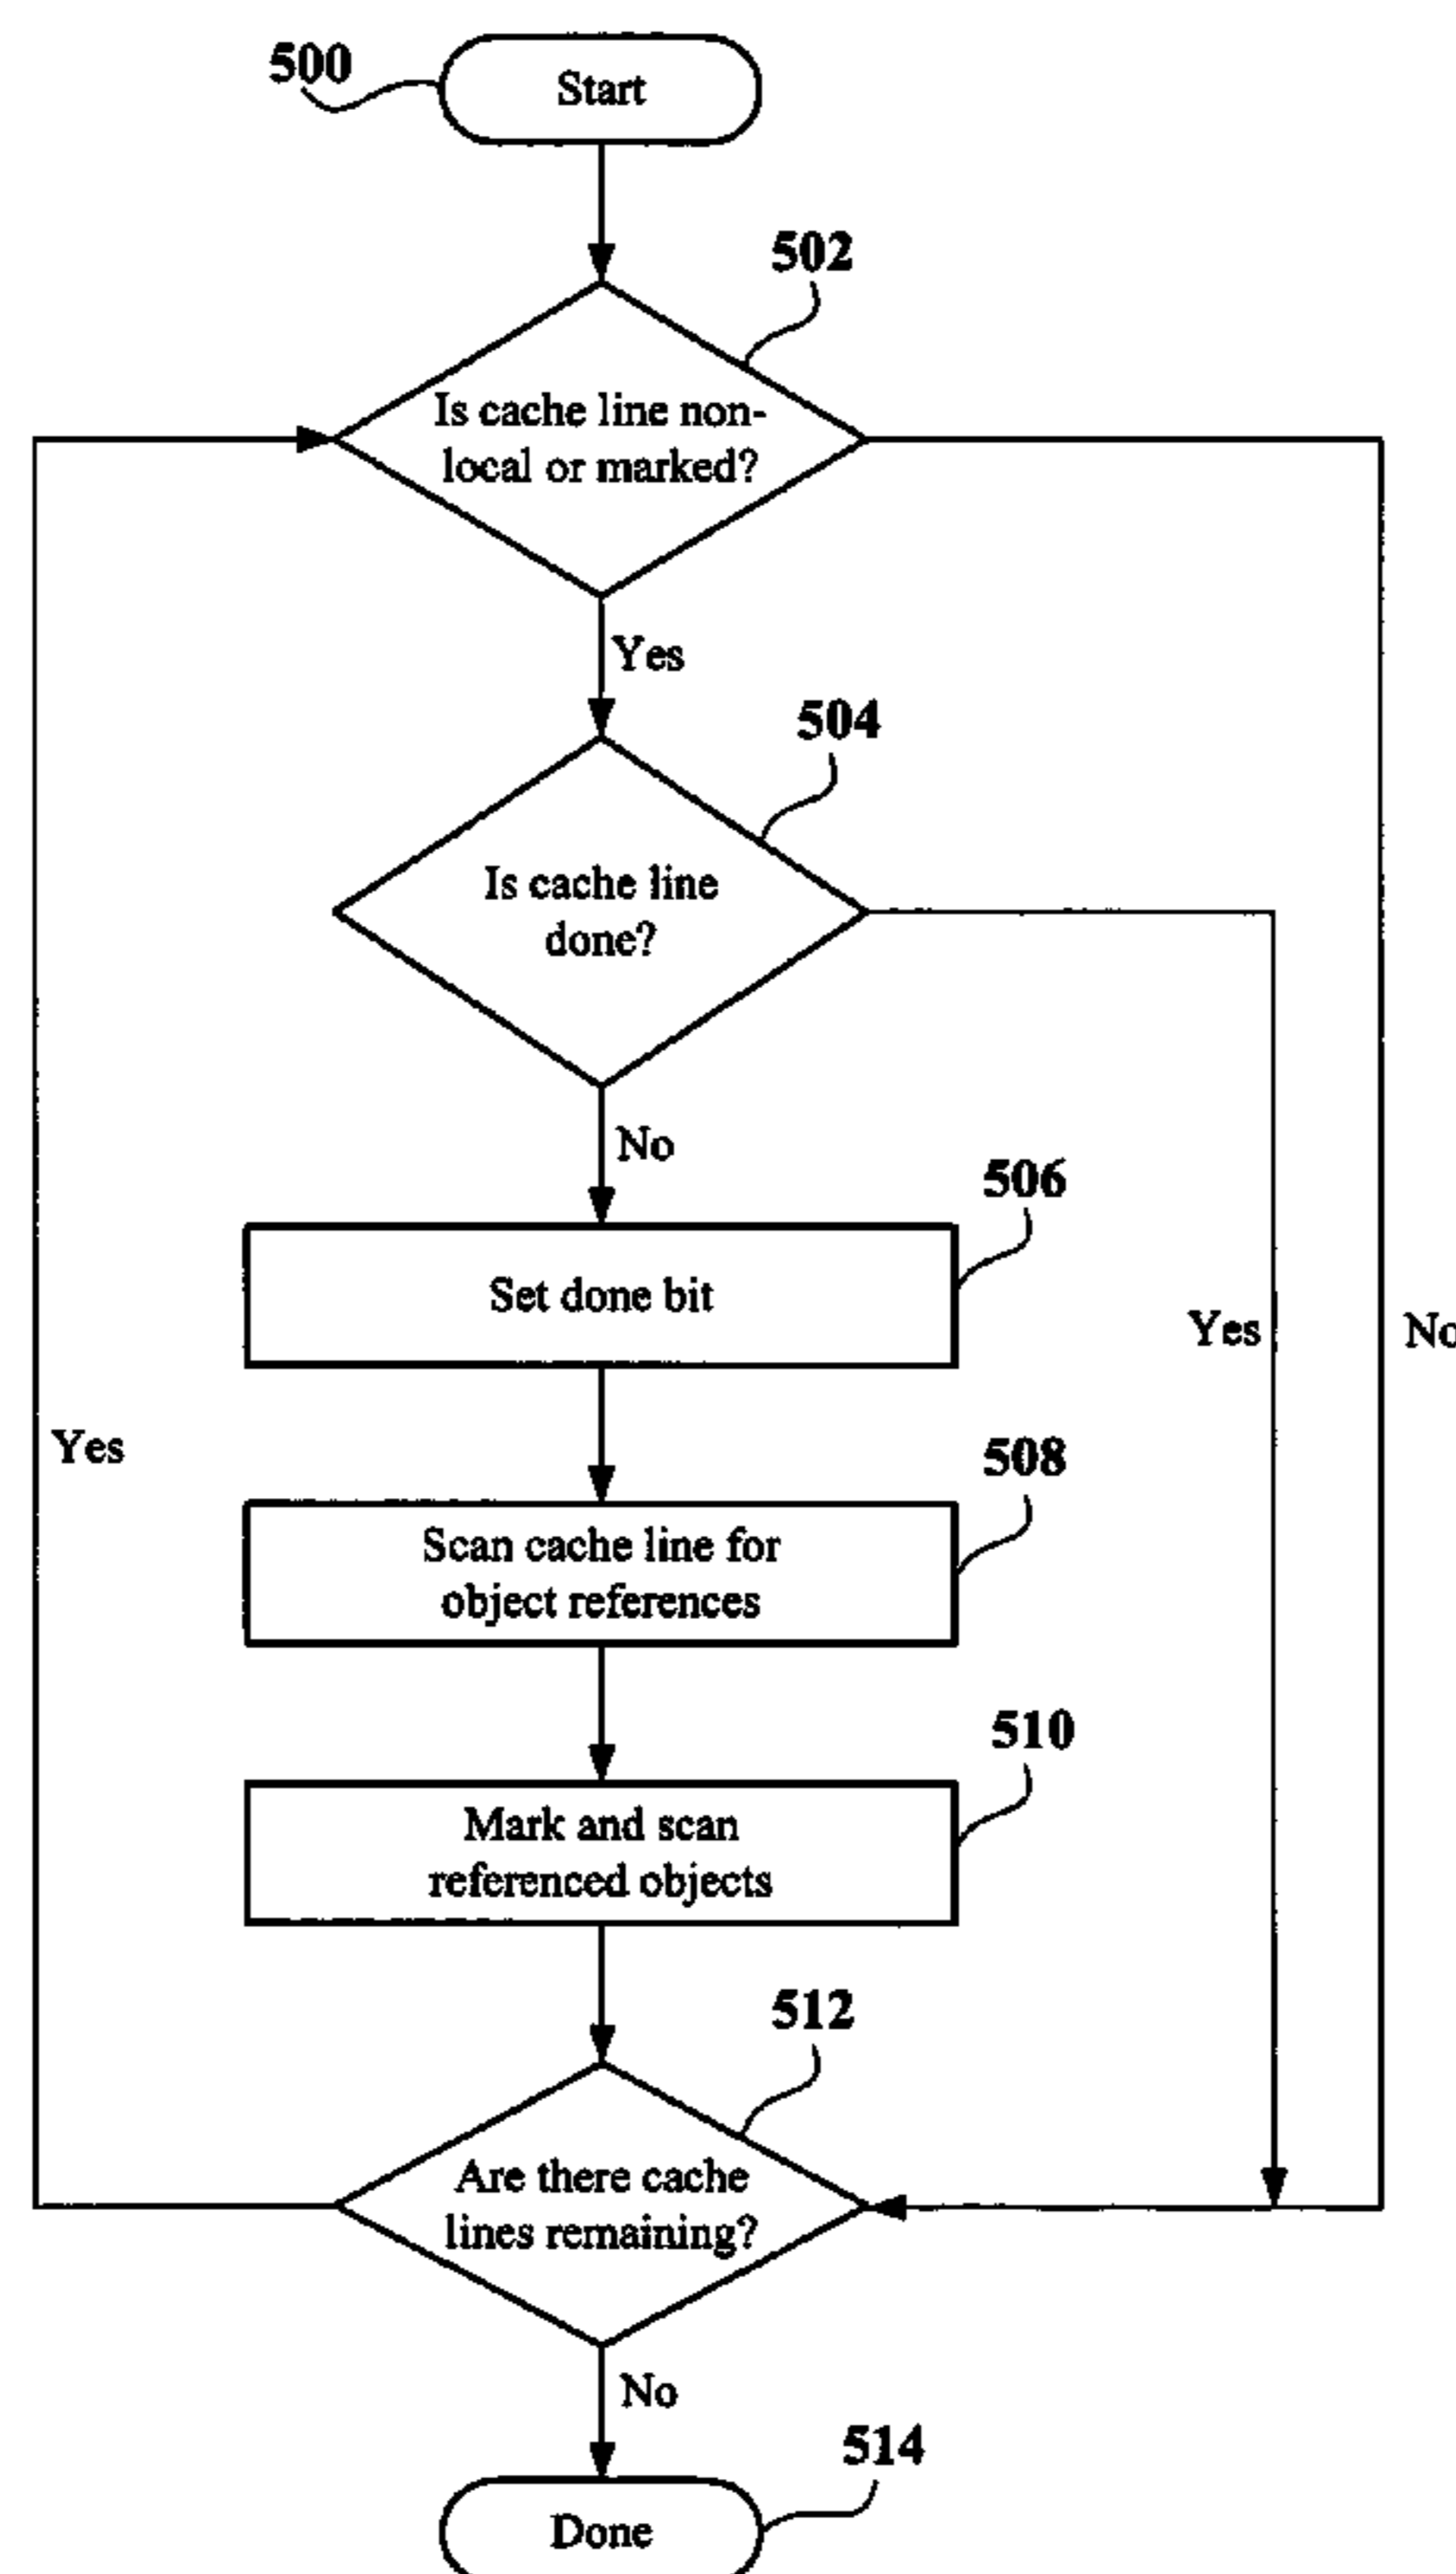 500
Start
502
Is cache line non-
local or marked?
Yes
504
Is cache line
done?
No
506
Set done bit
Yes
No
Yes
508
Scan cache line for
object references
510
Mark and scan
referenced objects
512
Are there cache
lines remaining?
No
514
Done